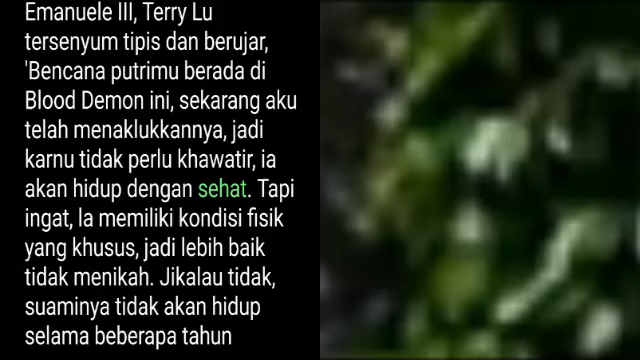 Emanuele III, Terry Lu
tersenyum tipis dan berujar,
'Bencana putrimu berada di
Blood Demon ini, sekarang aku
telah menaklukkannya, jadi
karnu tidak perlu khawatir, ia
akan hidup dengan sehat. Tapi
ingat, Ia memiliki kondisi fisik
yang khusus, jadi lebih baik
tidak menikah. Jikalau tidak,
suaminya tidak akan hidup
selama beberapa tahun